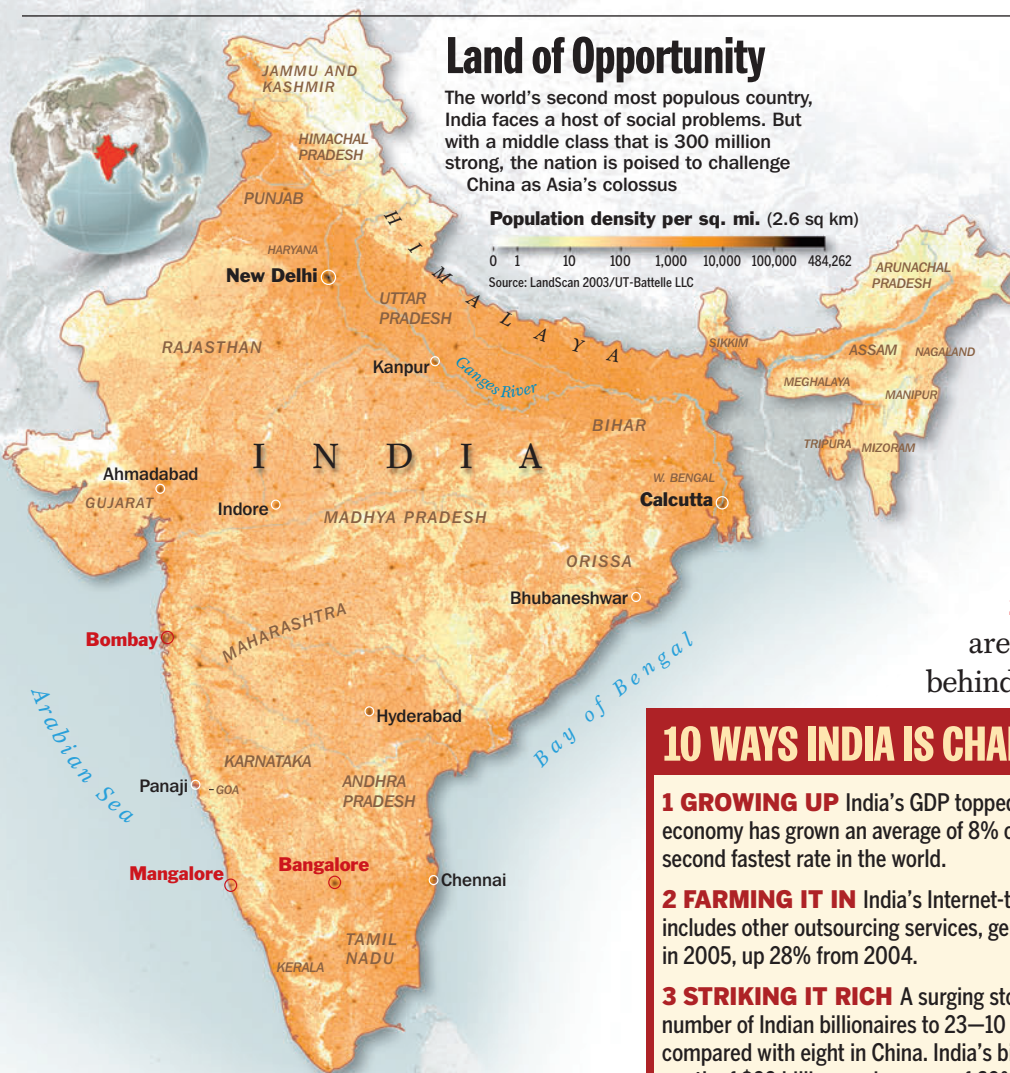 Land of Opportunity
The world's second most populous country,
India faces a host of social problems. But
with a middle class that is 300 million
strong, the nation is poised to challenge
China as Asia's colossus
Population density per sq. mi. (2.6 sq km)
0 1 10 100 1,000 10,000 100,000 484,262
Source: LandScan 2003/UT-Battelle LLC
JAMMU AND
KASHMIR
HIMACHAL
PRADESH
PUNJAB
HARYANA
New Delhi
HIMALAYA
UTTAR
PRADESH
RAJASTHAN
Kanpur
Ganges River
ARUNACHAL
PRADESH
SIKKIM
ASSAM
NAGALAND
MEGHALAYA
MANIPUR
TRIPURA
MIZORAM
BIHAR
INDIA
Ahmadabad
GUJARAT
Indore
MADHYA PRADESH
W. BENGAL
Calcutta
ORISSA
Bhubaneshwar
MAHARASHTRA
Bombay
Arabian Sea
Bay of Bengal
Hyderabad
KARNATAKA
Panaji
GOA
ANDHRA
PRADESH
Mangalore
Bangalore
Chennai
TAMIL
NADU
KERALA
are
behind
10 WAYS INDIA IS
1 GROWING UP India's GDP topped
economy has grown an average of 8%
second fastest rate in the world.
2 FARMING IT IN India's
includes other outsourcing services,
in 2005, up 28% from 2004.
3 STRIKING IT RICH A surging
number of Indian billionaires to 23—10
compared with eight in China. India's